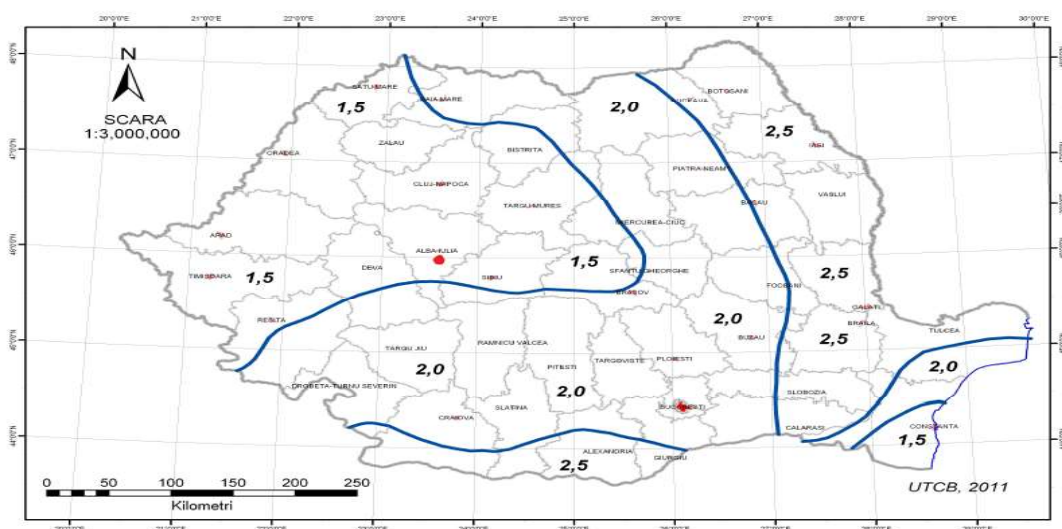 20°0'0"E 21°0'0"E 22°0'0"E 23°0'0"E 24°0'0"E 25°0'0"E 26°0'0"E 27°0'0"E 28°0'0"E 29°0'0"E 30°0'0"E
N
SCARA
1:3,000,000
SATU-MARE
BAIA-MARE
BOTOSANI
1,5
2,0
2,5
IASI
ZALAU
BISTRITA
ORADEA
PIATRA NEAMT
CLUJ-NAPOCA
VASLUI
BACAU
TARGU-MURES
MIERCUREA-CIUC
ARAD
ALBA-IULIA
DEVA
1,5
SFANTU GHEORGHE
2,5
TIMISOARA
1,5
SIBIU
BRASOV
FOCSANI
GALATI
RESITA
2,0
BRAILA
TULCEA
BUZAU
2,5
TARGU JIU
RAMNICU VALCEA
TARGOVISTE
PLOIESTI
PITESTI
2,0
2,0
DROBETA-TURNU SEVERIN
2,0
SLOBOZIA
SLATINA
BUCURESTI
CRAIOVA
CALARASI
CONSTANTA
1,5
ALEXANDRIA
GIURGIU
2,5
0 20 40 100 150 200 250
Kilometri
UTCB, 2011